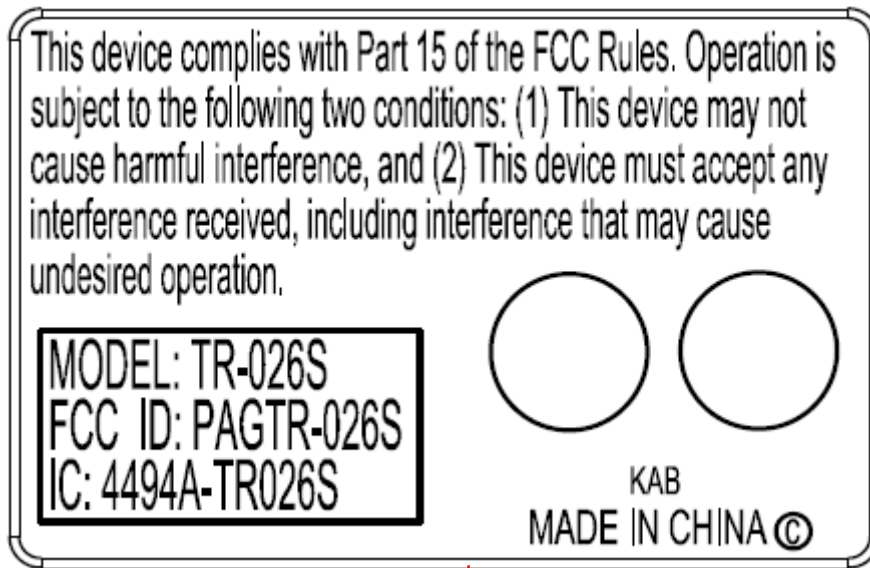 This device complies with Part 15 of the FCC Rules. Operation is
subject to the following two conditions: (1) This device may not
cause harmful interference, and (2) This device must accept any
interference received, including interference that may cause
undesired operation.
MODEL: TR-026S
FCC ID: PAGTR-026S
IC: 4494A-TR026S
KAB
MADE IN CHINA ©